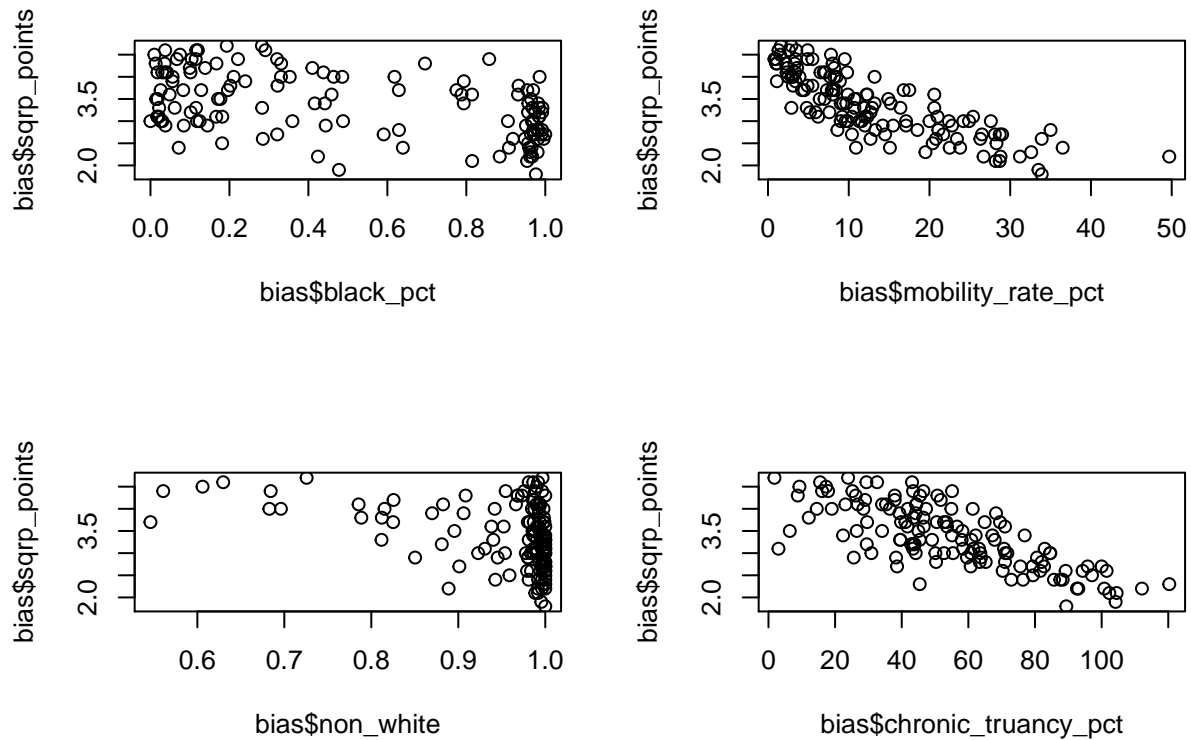 bias$sqrp_points
2.0
3.5
0.0 0.2 0.4 0.6 0.8 1.0
bias$black_pct
bias$sqrp_points
2.0
3.5
0 10 20 30 40 50
bias$mobility_rate_pct
bias$sqrp_points
2.0
3.5
0.6 0.7 0.8 0.9 1.0
bias$non_white
bias$sqrp_points
2.0
3.5
0 20 40 60 80 100
bias$chronic_truancy_pct